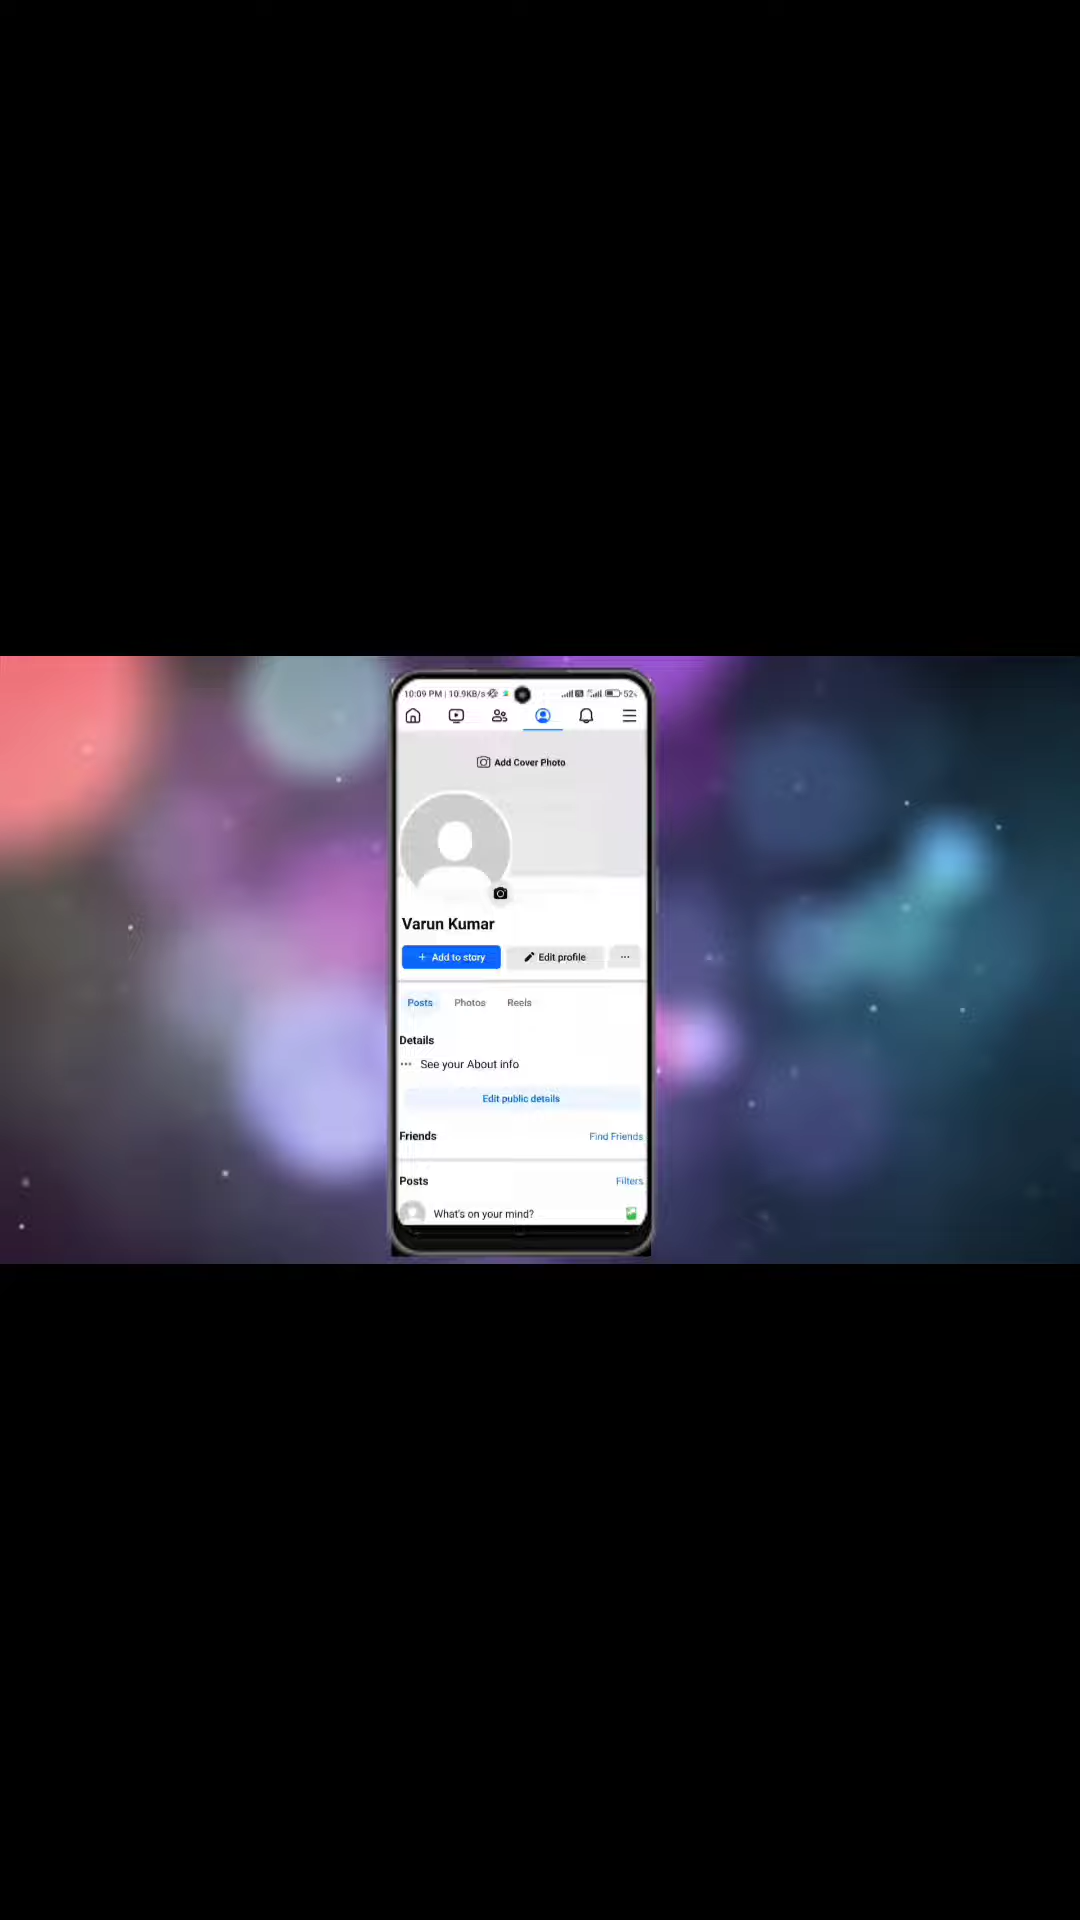 10:09 PM | 10.9KB/s 52
Add Cover Photo
Varun Kumar
+ Add to story Edit profile ...
Posts Photos Reels
Details
... See your About info
Edit public details
Friends Find Friends
Posts Filters
What's on your mind?